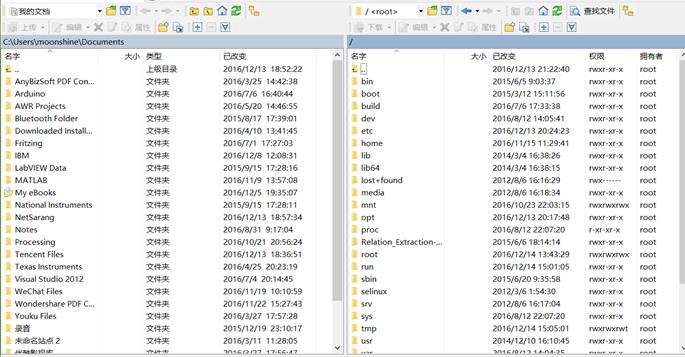 我的文档
/ <root>
查找文件
上传
编辑
属性
下载
编辑
属性
C:\Users\moonshine\Documents
/
名字 大小 类型 已改变
.. 上级目录 2016/12/13 18:52:22
AnyBizSoft PDF Con... 文件夹 2016/3/25 14:42:38
Arduino 文件夹 2016/7/6 16:40:44
AWR Projects 文件夹 2016/5/20 14:46:55
Bluetooth Folder 文件夹 2015/8/17 17:39:01
Downloaded Install... 文件夹 2016/4/10 13:41:45
Fritzing 文件夹 2016/7/1 17:27:03
IBM 文件夹 2016/12/8 12:08:31
LabVIEW Data 文件夹 2015/9/15 17:28:16
MATLAB 文件夹 2016/11/9 13:57:08
My eBooks 文件夹 2016/12/5 19:35:07
National Instruments 文件夹 2015/9/15 17:28:11
NetSarang 文件夹 2016/12/13 18:57:34
Notes 文件夹 2016/8/31 9:17:04
Processing 文件夹 2016/10/21 20:56:24
Tencent Files 文件夹 2016/12/13 18:36:51
Texas Instruments 文件夹 2016/4/25 20:23:19
Visual Studio 2012 文件夹 2016/7/4 20:14:45
WeChat Files 文件夹 2016/11/19 10:10:59
Wondershare PDF C... 文件夹 2016/11/22 15:27:43
Youku Files 文件夹 2016/3/27 17:57:28
录音 文件夹 2015/12/19 23:10:17
未命名站点 2 文件夹 2016/3/11 11:28:05
文件夹 2016/3/27 17:56:47
名字 大小 已改变 权限 拥有者
.. 2016/12/13 21:22:40 rwxr-xr-x root
bin 2015/6/5 9:03:37 rwxr-xr-x root
boot 2015/3/12 15:11:56 rwxr-xr-x root
build 2016/7/6 17:33:38 rwxr-xr-x root
dev 2016/8/12 14:05:41 rwxr-xr-x root
etc 2016/12/13 20:24:23 rwxr-xr-x root
home 2016/11/15 11:29:41 rwxr-xr-x root
lib 2014/3/4 16:38:26 rwxr-xr-x root
lib64 2014/3/4 16:38:15 rwxr-xr-x root
lost+found 2012/8/6 16:16:29 rwx------ root
media 2012/8/6 16:18:34 rwxr-xr-x root
mnt 2016/10/23 22:03:15 rwxrwxrwx root
opt 2016/12/13 20:17:48 rwxr-xr-x root
proc 2016/8/12 22:07:20 r-xr-xr-x root
Relation_Extraction-... 2015/6/6 18:14:14 rwxr-xr-x root
root 2016/12/14 13:43:29 rwxrwxrwx root
run 2016/12/14 15:01:05 rwxr-xr-x root
sbin 2015/6/20 9:35:58 rwxr-xr-x root
selinux 2012/3/6 1:54:30 rwxr-xr-x root
srv 2012/8/6 16:17:04 rwxr-xr-x root
sys 2016/8/12 22:07:20 rwxr-xr-x root
tmp 2016/12/14 15:05:01 rwxrwxrwt root
usr 2014/12/10 16:10:45 rwxr-xr-x root